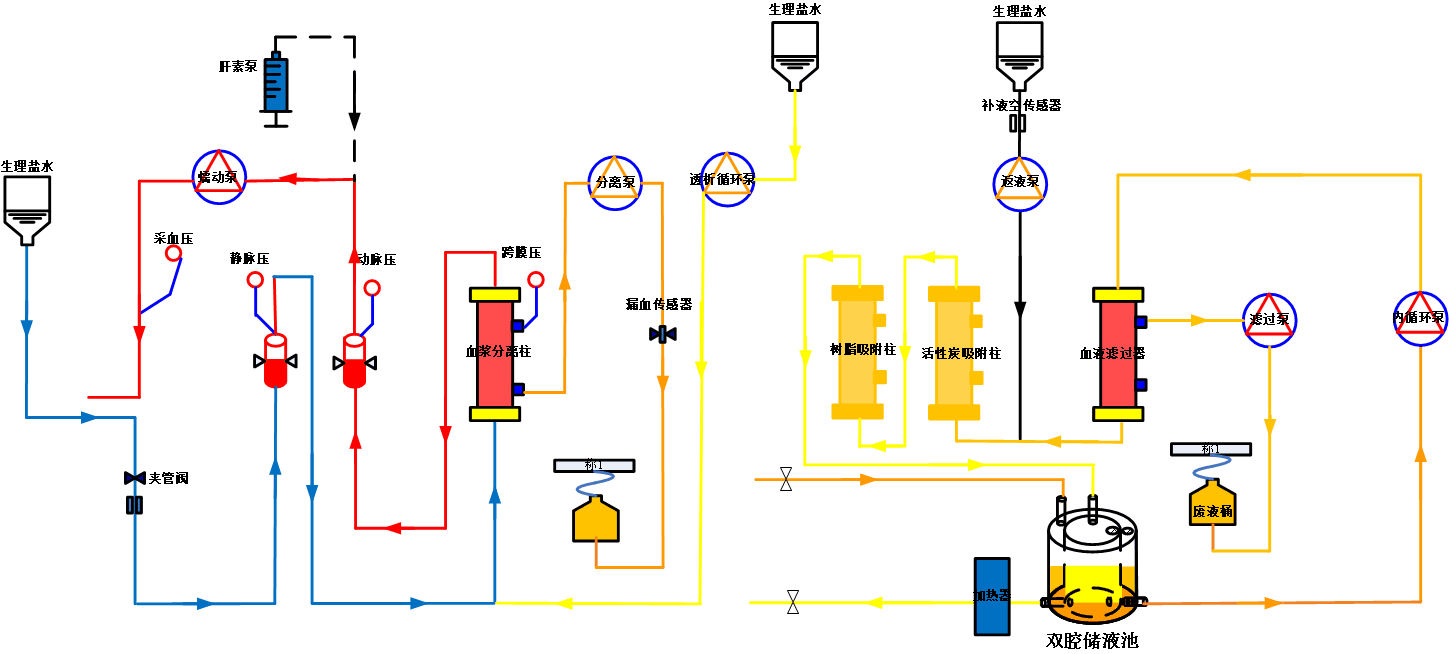 生理盐水
生理盐水
肝素泵
补液空传感器
生理盐水
蠕动泵
分离泵
透析循环泵
返液泵
采血压
静脉压
动脉压
跨膜压
漏血传感器
滤过泵
内循环泵
血浆分离柱
树脂吸附柱
活性炭吸附柱
血液滤过器
称1
称1
夹管阀
废液桶
加热器
双腔储液池